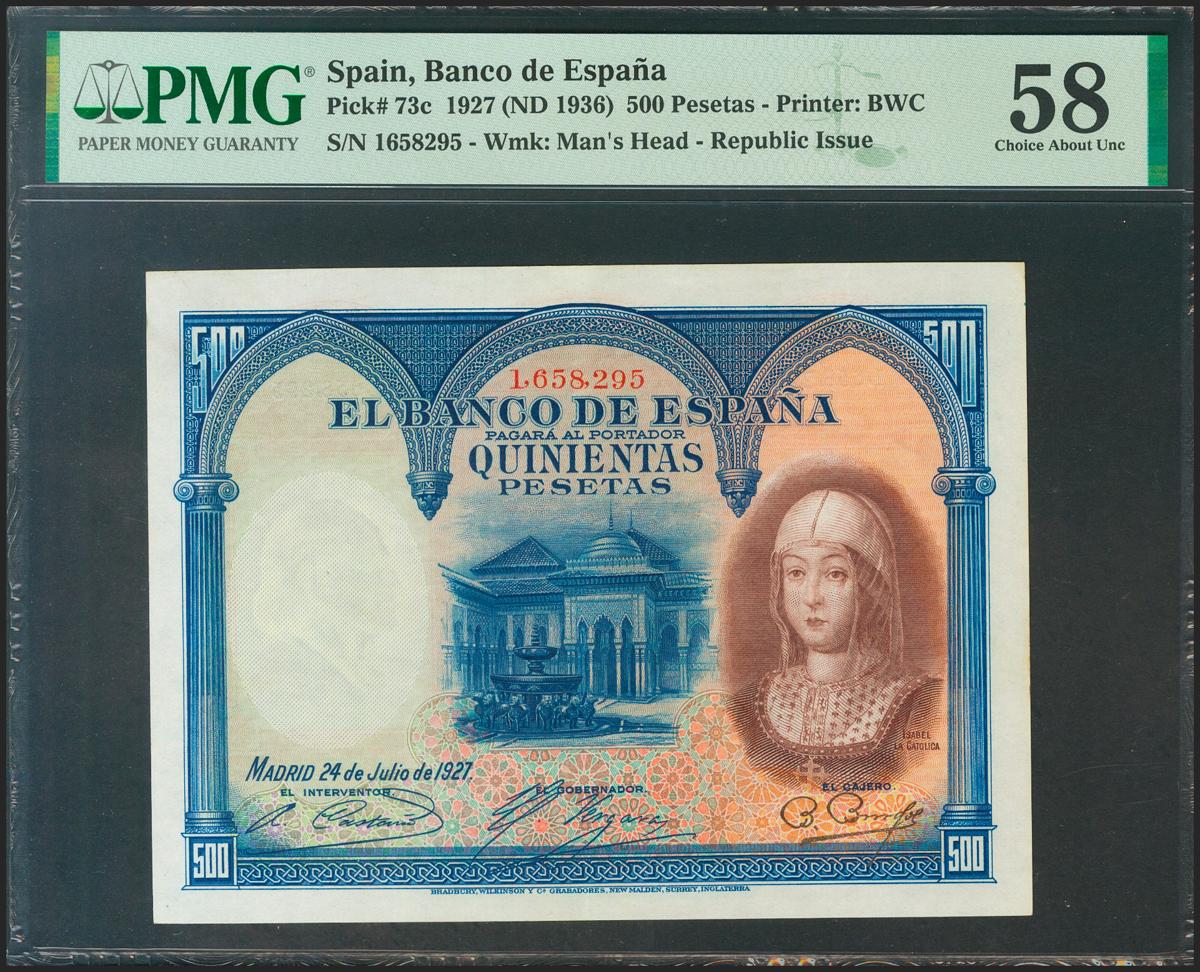 PMG®
PAPER MONEY GUARANTY
Spain, Banco de España
Pick# 73c 1927 (ND 1936) 500 Pesetas - Printer: BWC
S/N 1658295 - Wmk: Man's Head - Republic Issue
58
Choice About Unc
500
500
1,658,295
EL BANCO DE ESPAÑA
PAGARÁ AL PORTADOR
QUINIENTAS
PESETAS
ISABEL
LA CATOLICA
MADRID 24 de Julio de 1927.
EL INTERVENTOR.
EL GOBERNADOR.
EL CAJERO.
500
500
BRADBURY, WILKINSON Y Cª GRABADORES, NEW MALDEN, SURREY, INGLATERRA